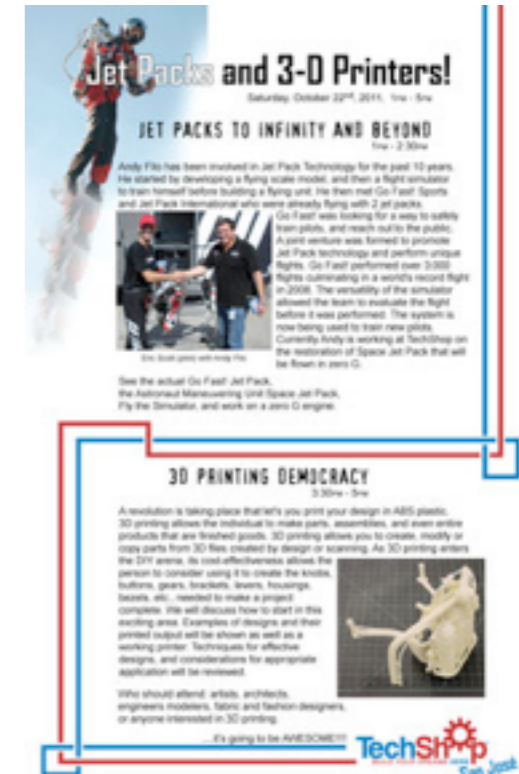 Jet Packs and 3-D Printers!
Saturday, October 22nd, 2011, 1PM - 5PM
JET PACKS TO INFINITY AND BEYOND
1PM - 2:30PM
Andy Filo has been involved in Jet Pack Technology for the past 10 years.
He started by developing a flying scale model, and then a flight simulator
to train himself before building a flying unit. He then met Go Fast! Sports
and Jet Pack International who were already flying with 2 jet packs.
Go Fast! was looking for a way to safely
train pilots, and reach out to the public.
A joint venture was formed to promote
Jet Pack technology and perform unique
flights. Go Fast! performed over 3,000
flights culminating in a world's record flight
in 2008. The versatility of the simulator
allowed the team to evaluate the flight
before it was performed. The system is
now being used to train new pilots.
Currently Andy is working at TechShop on
the restoration of Space Jet Pack that will
be flown in zero G.
Eric Scott (pilot) with Andy Filo
See the actual Go Fast! Jet Pack,
the Astronaut Maneuvering Unit Space Jet Pack,
Fly the Simulator, and work on a zero G engine.
3D PRINTING DEMOCRACY
3:30PM - 5PM
A revolution is taking place that let's you print your design in ABS plastic.
3D printing allows the individual to make parts, assemblies, and even entire
products that are finished goods. 3D printing allows you to create, modify or
copy parts from 3D files created by design or scanning. As 3D printing enters
the DIY arena, its cost-effectiveness allows the
person to consider using it to create the knobs,
buttons, gears, brackets, levers, housings,
bezels, etc.. needed to make a project
complete. We will discuss how to start in this
exciting area. Examples of designs and their
printed output will be shown as well as a
working printer. Techniques for effective
designs, and considerations for appropriate
application will be reviewed.
Who should attend: artists, architects,
engineers modelers, fabric and fashion designers,
or anyone interested in 3D printing.
....it's going to be AWESOME!!!!
TechShop
BUILD YOUR DREAMS HERE
San José